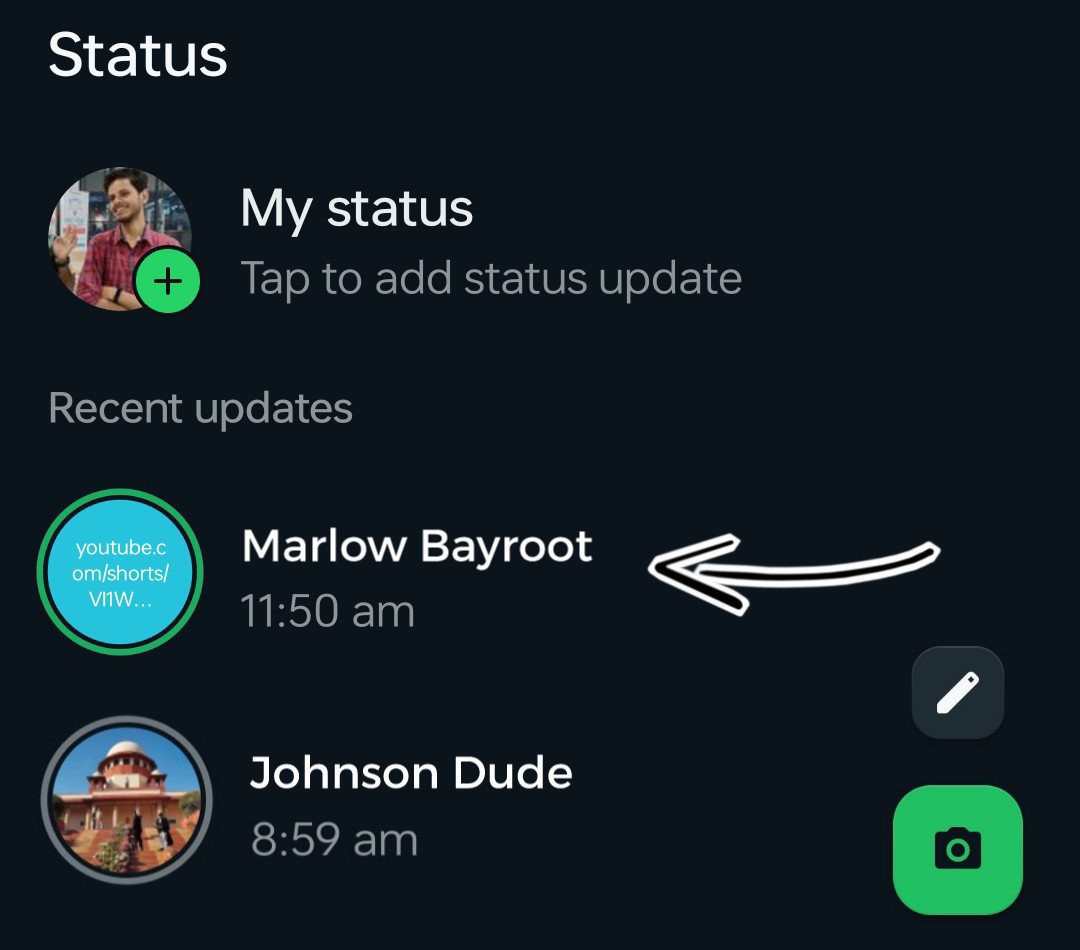 Status
My status
Tap to add status update
Recent updates
youtube.c
om/shorts/
VI1W...
Marlow Bayroot
11:50 am
Johnson Dude
8:59 am